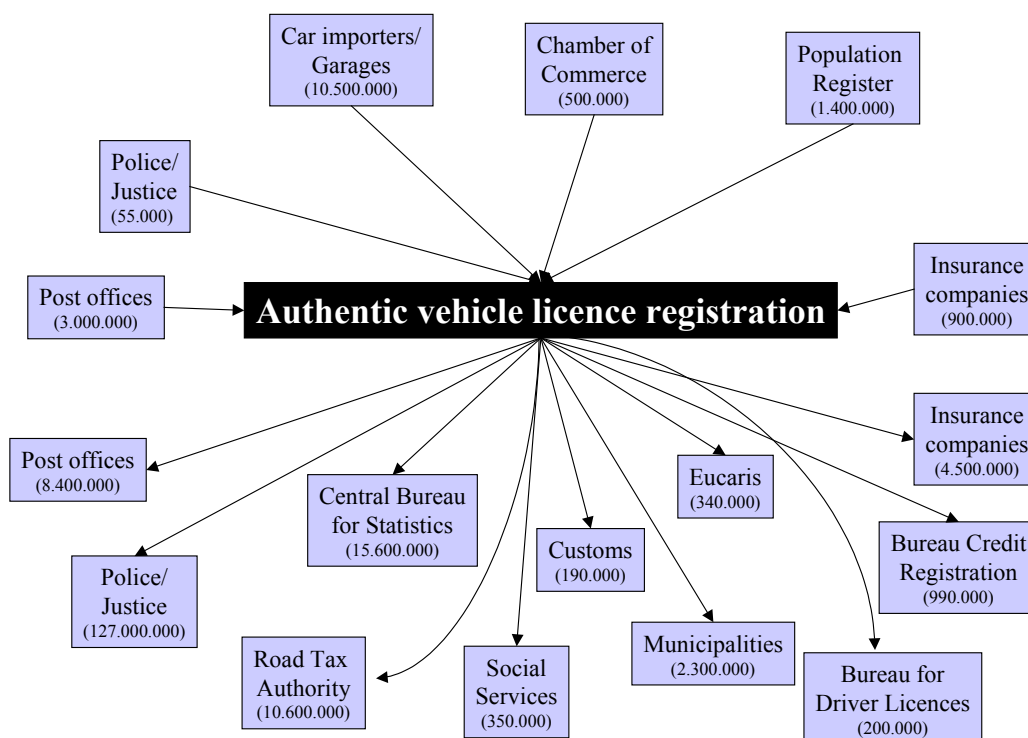 Car importers/
Garages
(10.500.000)
Chamber of
Commerce
(500.000)
Population
Register
(1.400.000)
Police/
Justice
(55.000)
Post offices
(3.000.000)
Authentic vehicle licence registration
Insurance
companies
(900.000)
Post offices
(8.400.000)
Police/
Justice
(127.000.000)
Central Bureau
for Statistics
(15.600.000)
Road Tax
Authority
(10.600.000)
Social
Services
(350.000)
Customs
(190.000)
Municipalities
(2.300.000)
Eucaris
(340.000)
Insurance
companies
(4.500.000)
Bureau Credit
Registration
(990.000)
Bureau for
Driver Licences
(200.000)